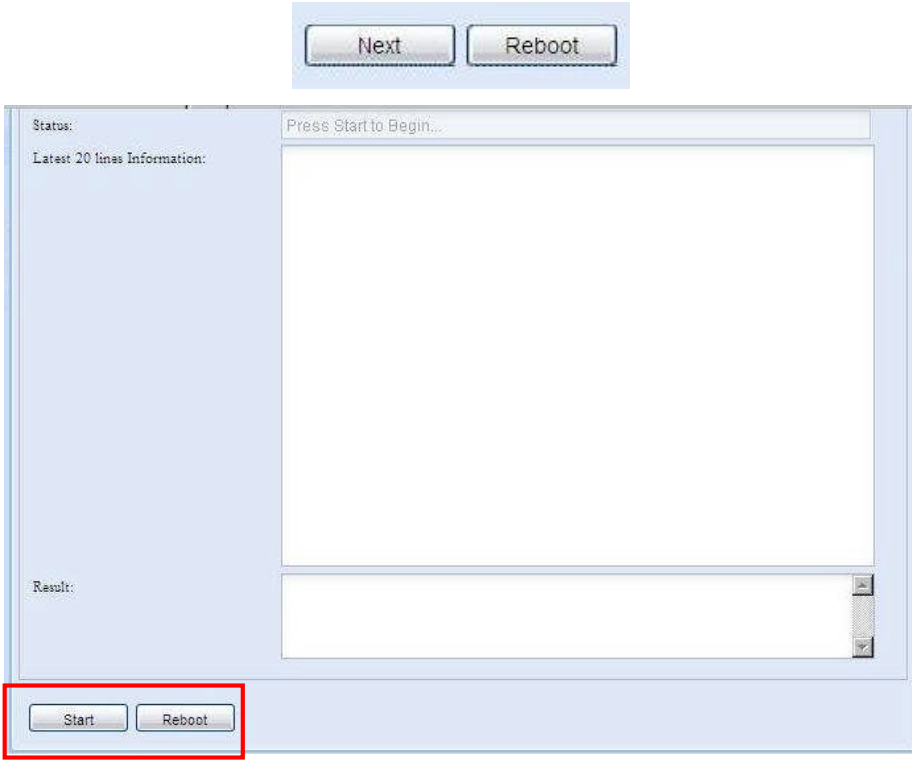 Next Reboot
Status: Press Start to Begin...
Latest 20 lines Information:
Result:
Start Reboot